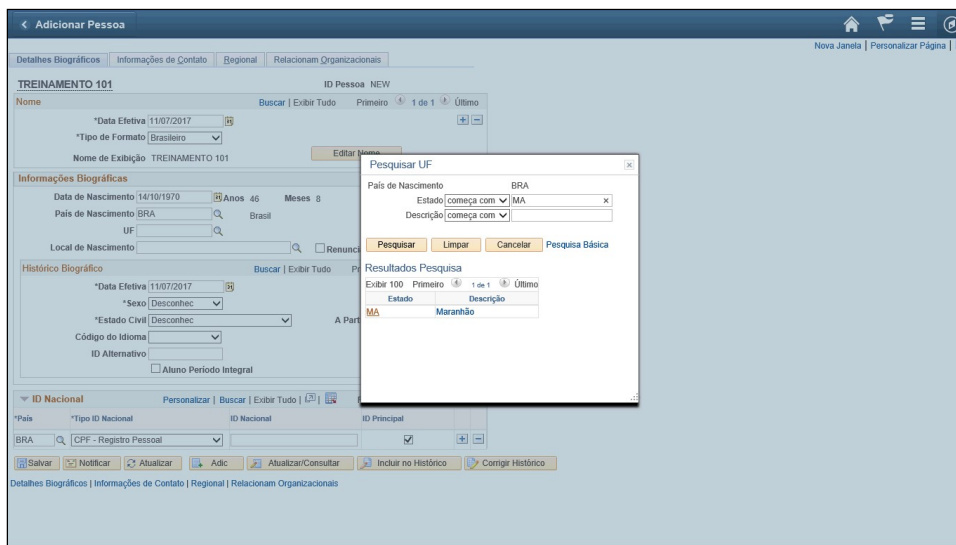 Adicionar Pessoa
Nova Janela | Personalizar Página |
Detalhes Biográficos Informações de Contato Regional Relacionam Organizacionais
TREINAMENTO 101 ID Pessoa NEW
Nome Buscar | Exibir Tudo Primeiro 1 de 1 Último
*Data Efetiva 11/07/2017
*Tipo de Formato Brasileiro
Nome de Exibição TREINAMENTO 101 Editar Nome
Informações Biográficas
Data de Nascimento 14/10/1970 Anos 46 Meses 8
País de Nascimento BRA Brasil
UF
Local de Nascimento Renunci
Histórico Biográfico Buscar | Exibir Tudo Pr
*Data Efetiva 11/07/2017
*Sexo Desconhec
*Estado Civil Desconhec A Part
Código do Idioma
ID Alternativo
Aluno Período Integral
Pesquisar UF
País de Nascimento BRA
Estado começa com MA
Descrição começa com
Pesquisar Limpar Cancelar Pesquisa Básica
Resultados Pesquisa
Exibir 100 Primeiro 1 de 1 Último
Estado Descrição
MA Maranhão
ID Nacional Personalizar | Buscar | Exibir Tudo |
*País *Tipo ID Nacional ID Nacional ID Principal
BRA CPF - Registro Pessoal
Salvar Notificar Atualizar Adic Atualizar/Consultar Incluir no Histórico Corrigir Histórico
Detalhes Biográficos | Informações de Contato | Regional | Relacionam Organizacionais